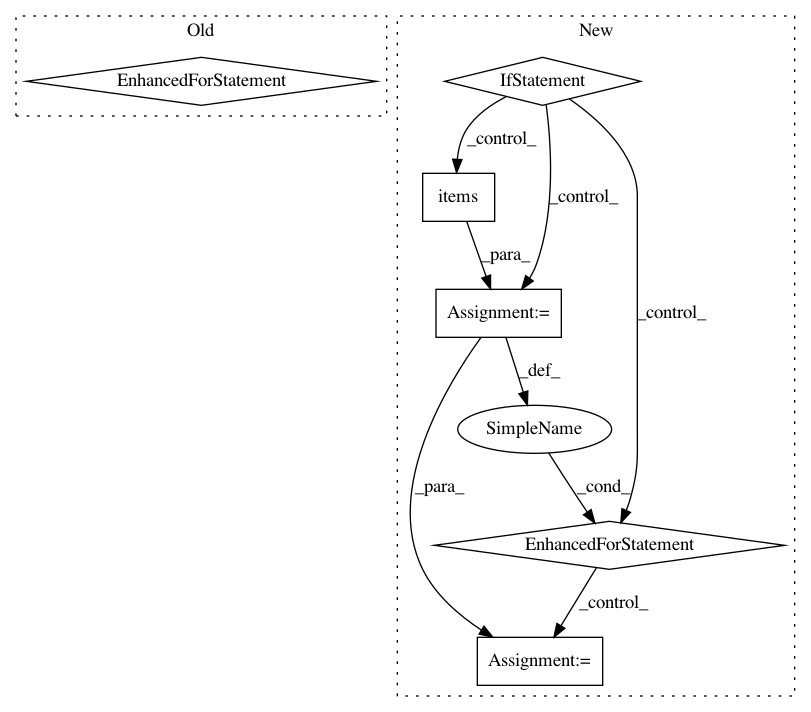 Old
New
EnhancedForStatement
IfStatement
_control_
items
_control_
_para_
_control_
Assignment:=
_def_
SimpleName
_para_
_cond_
EnhancedForStatement
_control_
Assignment:=